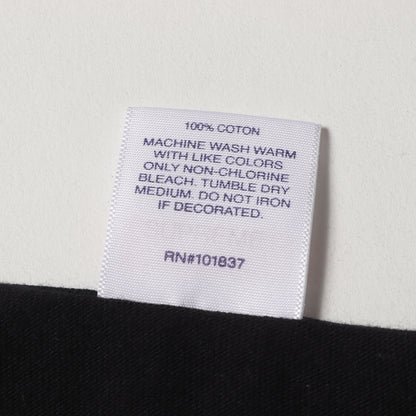 100% COTON
MACHINE WASH WARM
WITH LIKE COLORS
ONLY NON-CHLORINE
BLEACH. TUMBLE DRY
MEDIUM. DO NOT IRON
IF DECORATED.
RN#101837